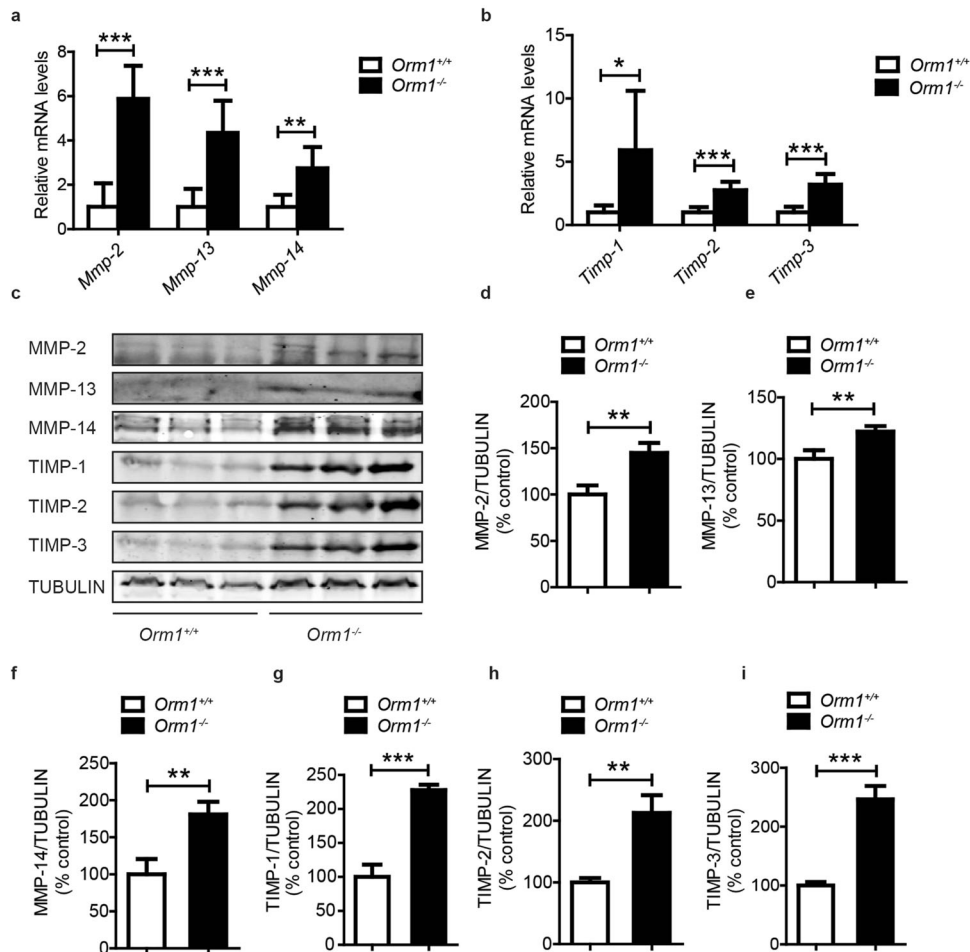 a
***
***
**
Relative mRNA levels
8
6
4
2
0
Mmp-2
Mmp-13
Mmp-14
Orm1+/+
Orm1-/-
b
*
***
***
Relative mRNA levels
15
10
5
0
Timp-1
Timp-2
Timp-3
Orm1+/+
Orm1-/-
c
MMP-2
MMP-13
MMP-14
TIMP-1
TIMP-2
TIMP-3
TUBULIN
Orm1+/+
Orm1-/-
d
Orm1+/+
Orm1-/-
**
MMP-2/TUBULIN
(% control)
200
150
100
50
0
e
Orm1+/+
Orm1-/-
**
MMP-13/TUBULIN
(% control)
150
100
50
0
f
Orm1+/+
Orm1-/-
**
MMP-14/TUBULIN
(% control)
250
200
150
100
50
0
g
Orm1+/+
Orm1-/-
***
TIMP-1/TUBULIN
(% control)
250
200
150
100
50
0
h
Orm1+/+
Orm1-/-
**
TIMP-2/TUBULIN
(% control)
300
200
100
0
i
Orm1+/+
Orm1-/-
***
TIMP-3/TUBULIN
(% control)
300
200
100
0